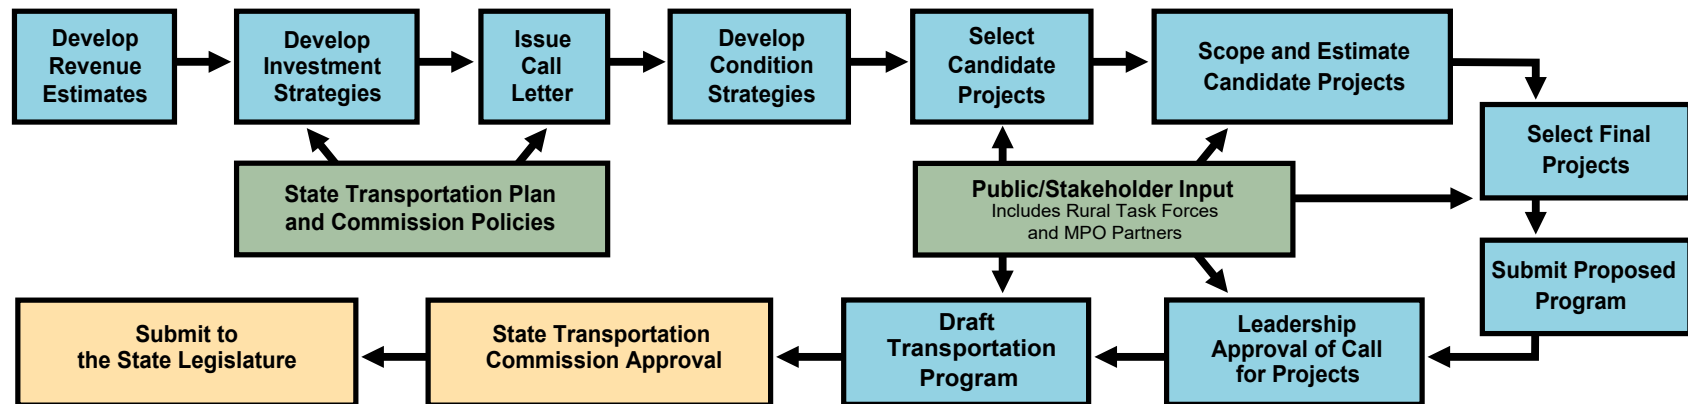 Develop
Revenue
Estimates
Develop
Investment
Strategies
Issue
Call
Letter
Develop
Condition
Strategies
Select
Candidate
Projects
Scope and Estimate
Candidate Projects
Select Final
Projects
State Transportation Plan
and Commission Policies
Public/Stakeholder Input
Includes Rural Task Forces
and MPO Partners
Submit Proposed
Program
Leadership
Approval of Call
for Projects
Draft
Transportation
Program
State Transportation
Commission Approval
Submit to
the State Legislature